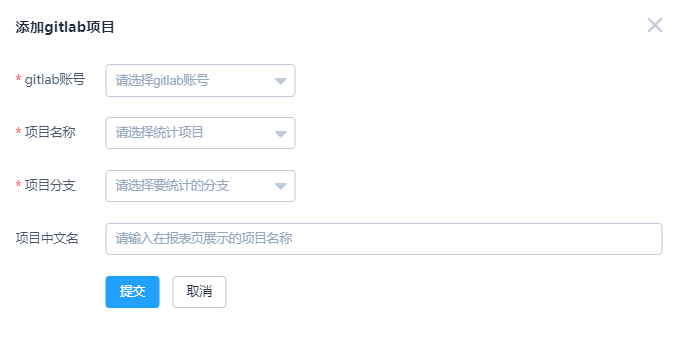 添加gitlab项目
* gitlab账号 请选择gitlab账号
* 项目名称 请选择统计项目
* 项目分支 请选择要统计的分支
项目中文名 请输入在报表页展示的项目名称
提交 取消